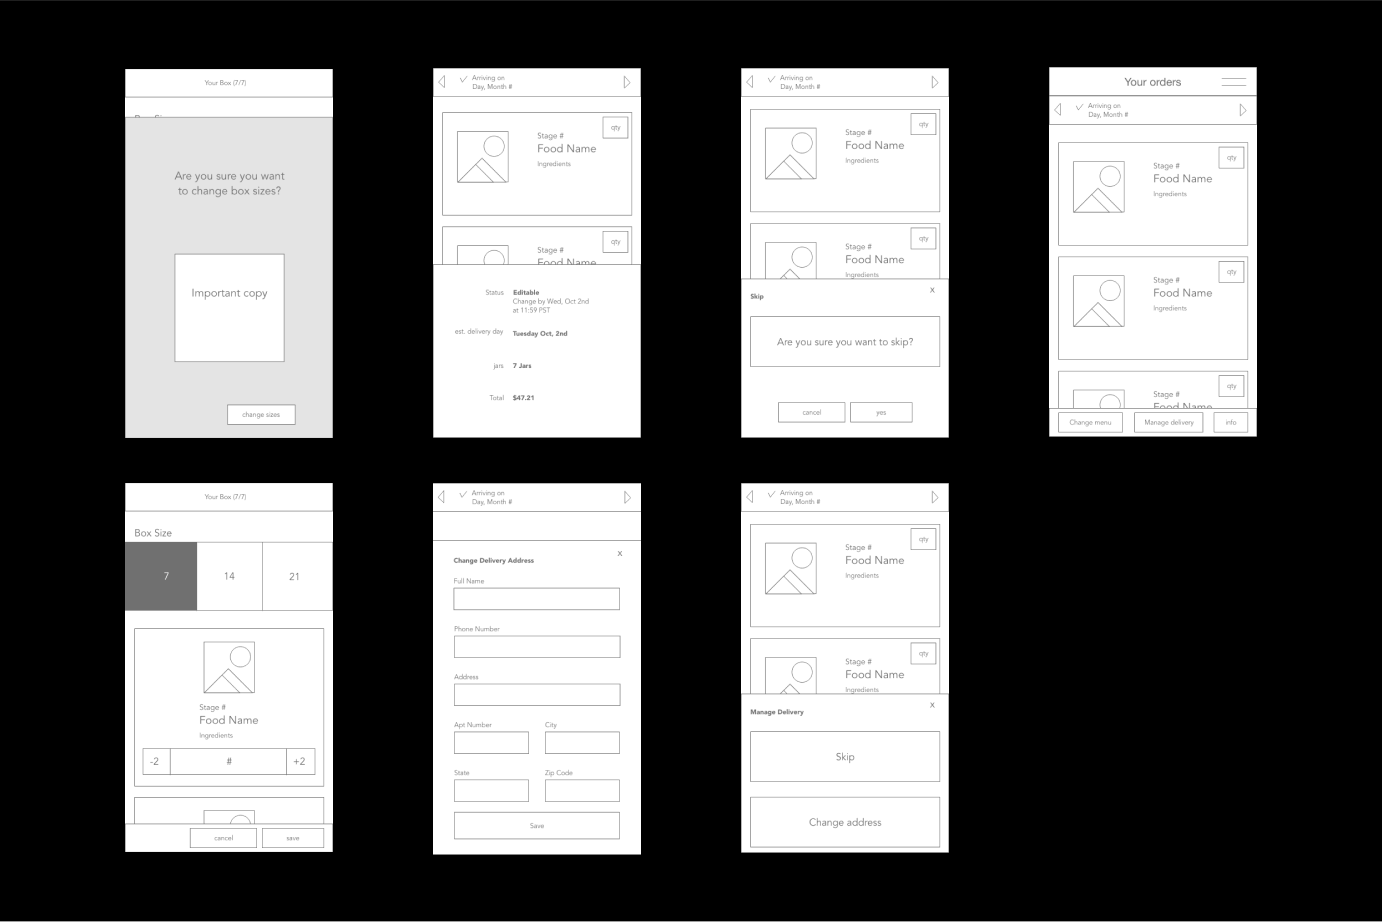 Your Box (7/7)
Are you sure you want
to change box sizes?
Important copy
change sizes
Arriving on
Day, Month #
Stage #
Food Name
Ingredients
qty
Stage #
Food Name
qty
Status
Editable
Change by Wed, Oct 2nd
at 11:59 PST
est. delivery day
Tuesday Oct, 2nd
jars
7 Jars
Total
$47.21
Arriving on
Day, Month #
Stage #
Food Name
Ingredients
qty
Stage #
Food Name
Ingredients
qty
Skip
X
Are you sure you want to skip?
cancel
yes
Your orders
Arriving on
Day, Month #
Stage #
Food Name
Ingredients
qty
Stage #
Food Name
Ingredients
qty
Stage #
Food Name
qty
Change menu
Manage delivery
info
Your Box (7/7)
Box Size
7
14
21
Stage #
Food Name
Ingredients
-2
#
+2
cancel
save
Arriving on
Day, Month #
X
Change Delivery Address
Full Name
Phone Number
Address
Apt Number
City
State
Zip Code
Save
Arriving on
Day, Month #
Stage #
Food Name
Ingredients
qty
Stage #
Food Name
Ingredients
qty
X
Manage Delivery
Skip
Change address